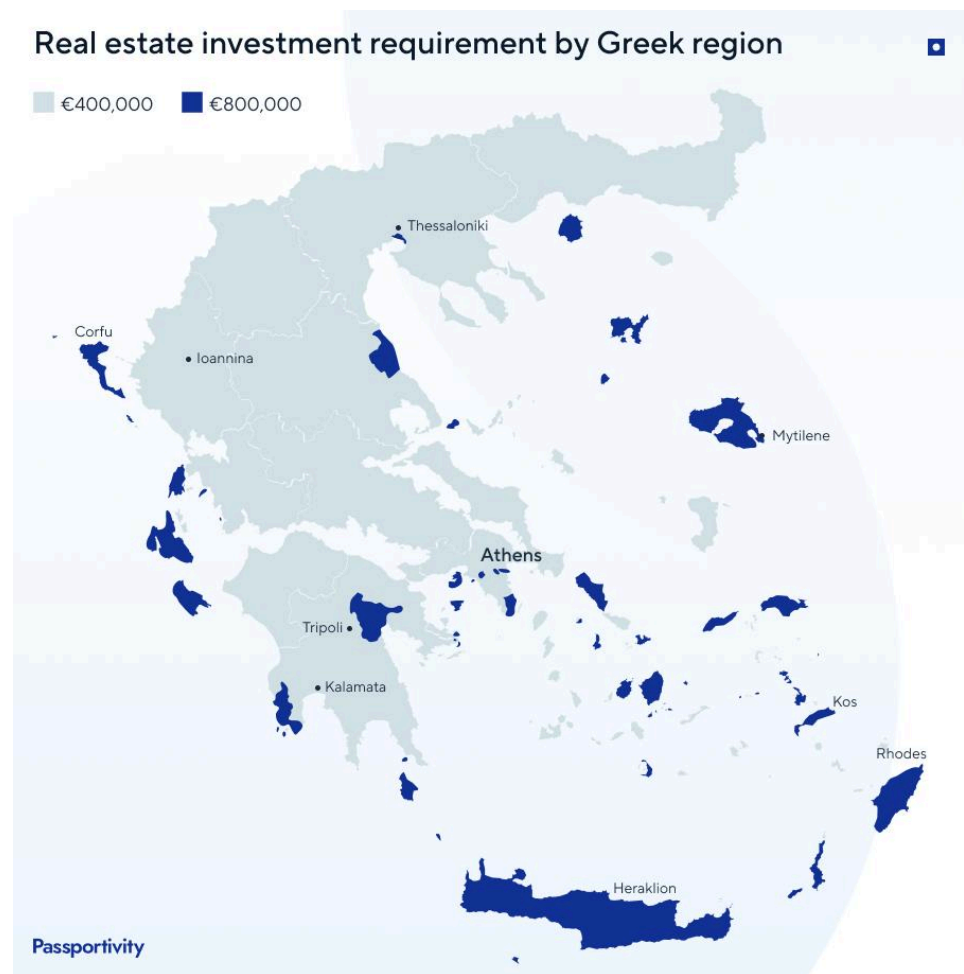 Real estate investment requirement by Greek region
€400,000 €800,000
Thessaloniki
Corfu
Ioannina
Mytilene
Athens
Tripoli
Kalamata
Kos
Rhodes
Heraklion
Passportivity